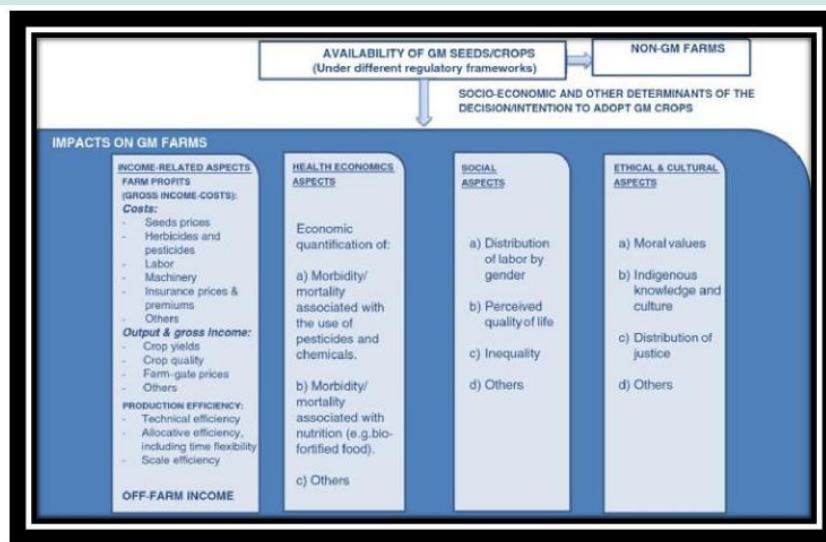 AVAILABILITY OF GM SEEDS/CROPS
(Under different regulatory frameworks)
NON-GM FARMS
SOCIO-ECONOMIC AND OTHER DETERMINANTS OF THE
DECISION/INTENTION TO ADOPT GM CROPS
IMPACTS ON GM FARMS
INCOME-RELATED ASPECTS
FARM PROFITS
(GROSS INCOME-COSTS):
Costs:
- Seeds prices
- Herbicides and
pesticides
- Labor
- Machinery
- Insurance prices &
premiums
- Others
Output & gross income:
- Crop yields
- Crop quality
- Farm-gate prices
- Others
PRODUCTION EFFICIENCY:
- Technical efficiency
- Allocative efficiency,
including time flexibility
- Scale efficiency
OFF-FARM INCOME
HEALTH ECONOMICS
ASPECTS
Economic
quantification of:
a) Morbidity/
mortality
associated with
the use of
pesticides and
chemicals.
b) Morbidity/
mortality
associated with
nutrition (e.g.bio-
fortified food).
c) Others
SOCIAL
ASPECTS
a) Distribution
of labor by
gender
b) Perceived
quality of life
c) Inequality
d) Others
ETHICAL & CULTURAL
ASPECTS
a) Moral values
b) Indigenous
knowledge and
culture
c) Distribution of
justice
d) Others